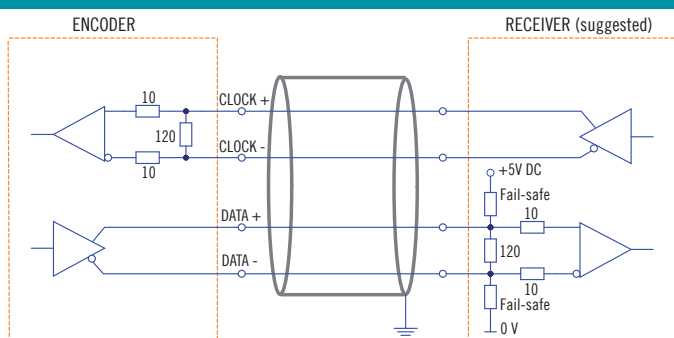 ENCODER
RECEIVER (suggested)
10
CLOCK +
120
CLOCK -
10
+5V DC
Fail-safe
DATA +
10
120
DATA -
10
Fail-safe
0 V